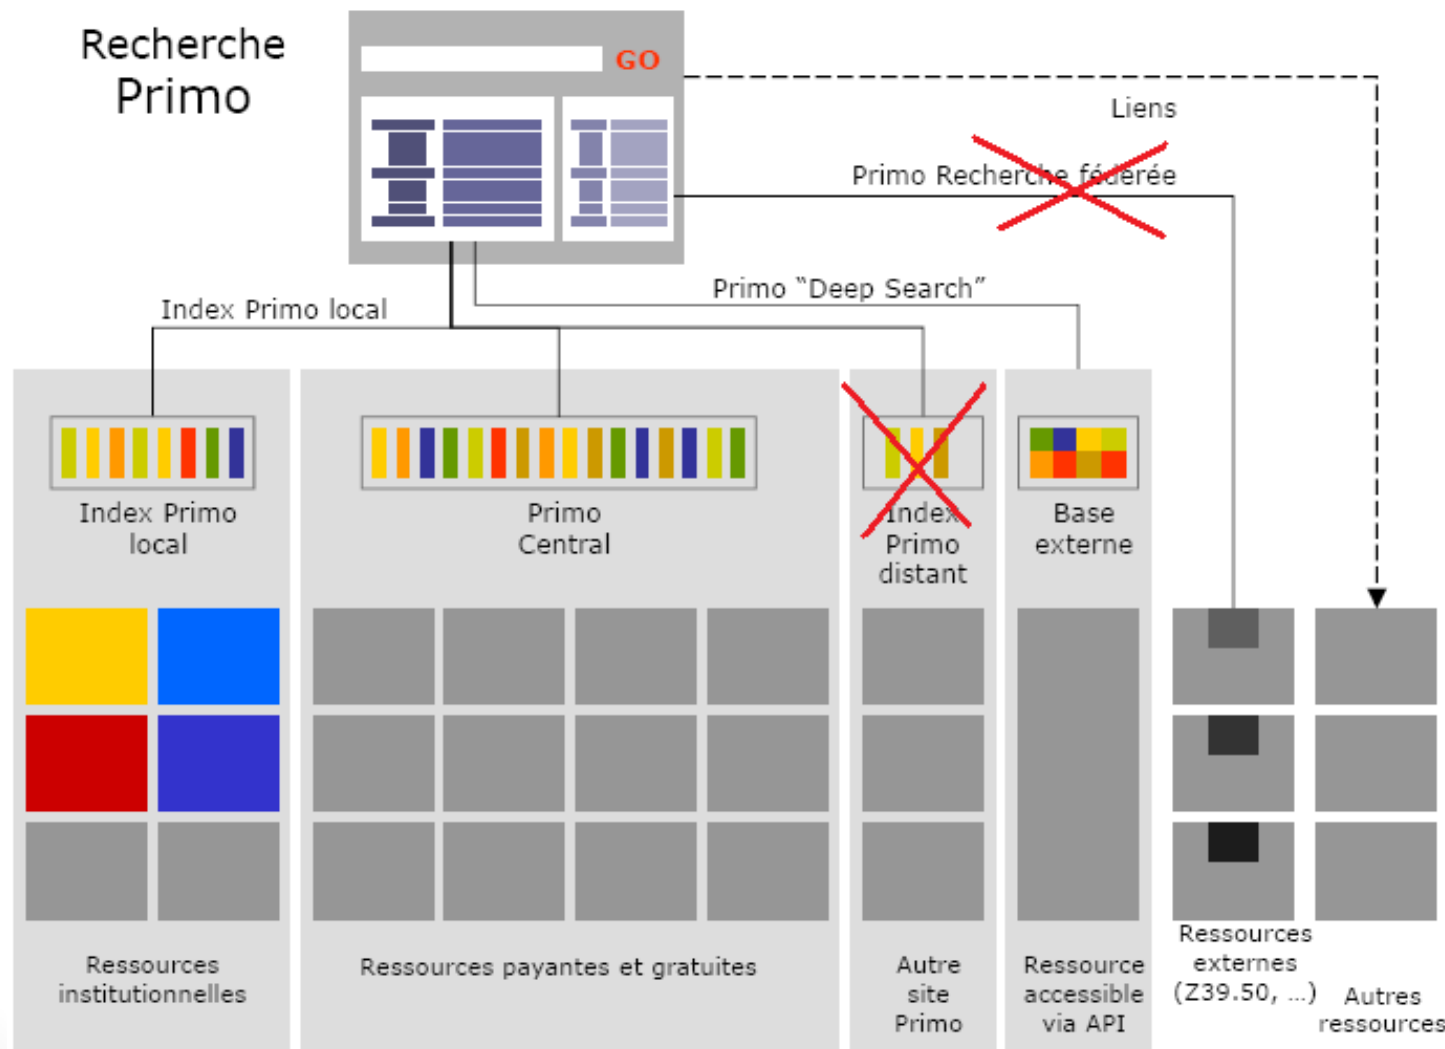 Recherche
Primo
GO
Liens
Primo Recherche fédérée
Primo “Deep Search”
Index Primo local
Index Primo
local
Primo
Central
Index
Primo
distant
Base
externe
Ressources
institutionnelles
Ressources payantes et gratuites
Autre
site
Primo
Ressource
accessible
via API
Ressources
externes
(Z39.50, …)
Autres
ressources